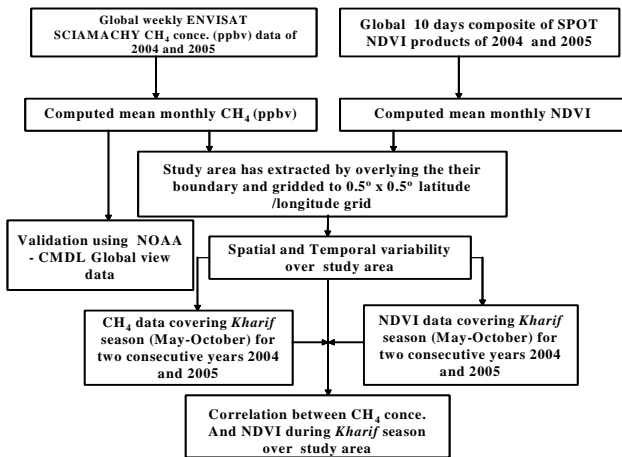 Global weekly ENVISAT
SCIAMACHY CH4 conce. (ppbv) data of
2004 and 2005
Global 10 days composite of SPOT
NDVI products of 2004 and 2005
Computed mean monthly CH4 (ppbv)
Computed mean monthly NDVI
Study area has extracted by overlying the their
boundary and gridded to 0.5° x 0.5° latitude
/longitude grid
Validation using NOAA
- CMDL Global view
data
Spatial and Temporal variability
over study area
CH4 data covering Kharif
season (May-October) for
two consecutive years 2004
and 2005
NDVI data covering Kharif
season (May-October) for
two consecutive years 2004
and 2005
Correlation between CH4 conce.
And NDVI during Kharif season
over study area